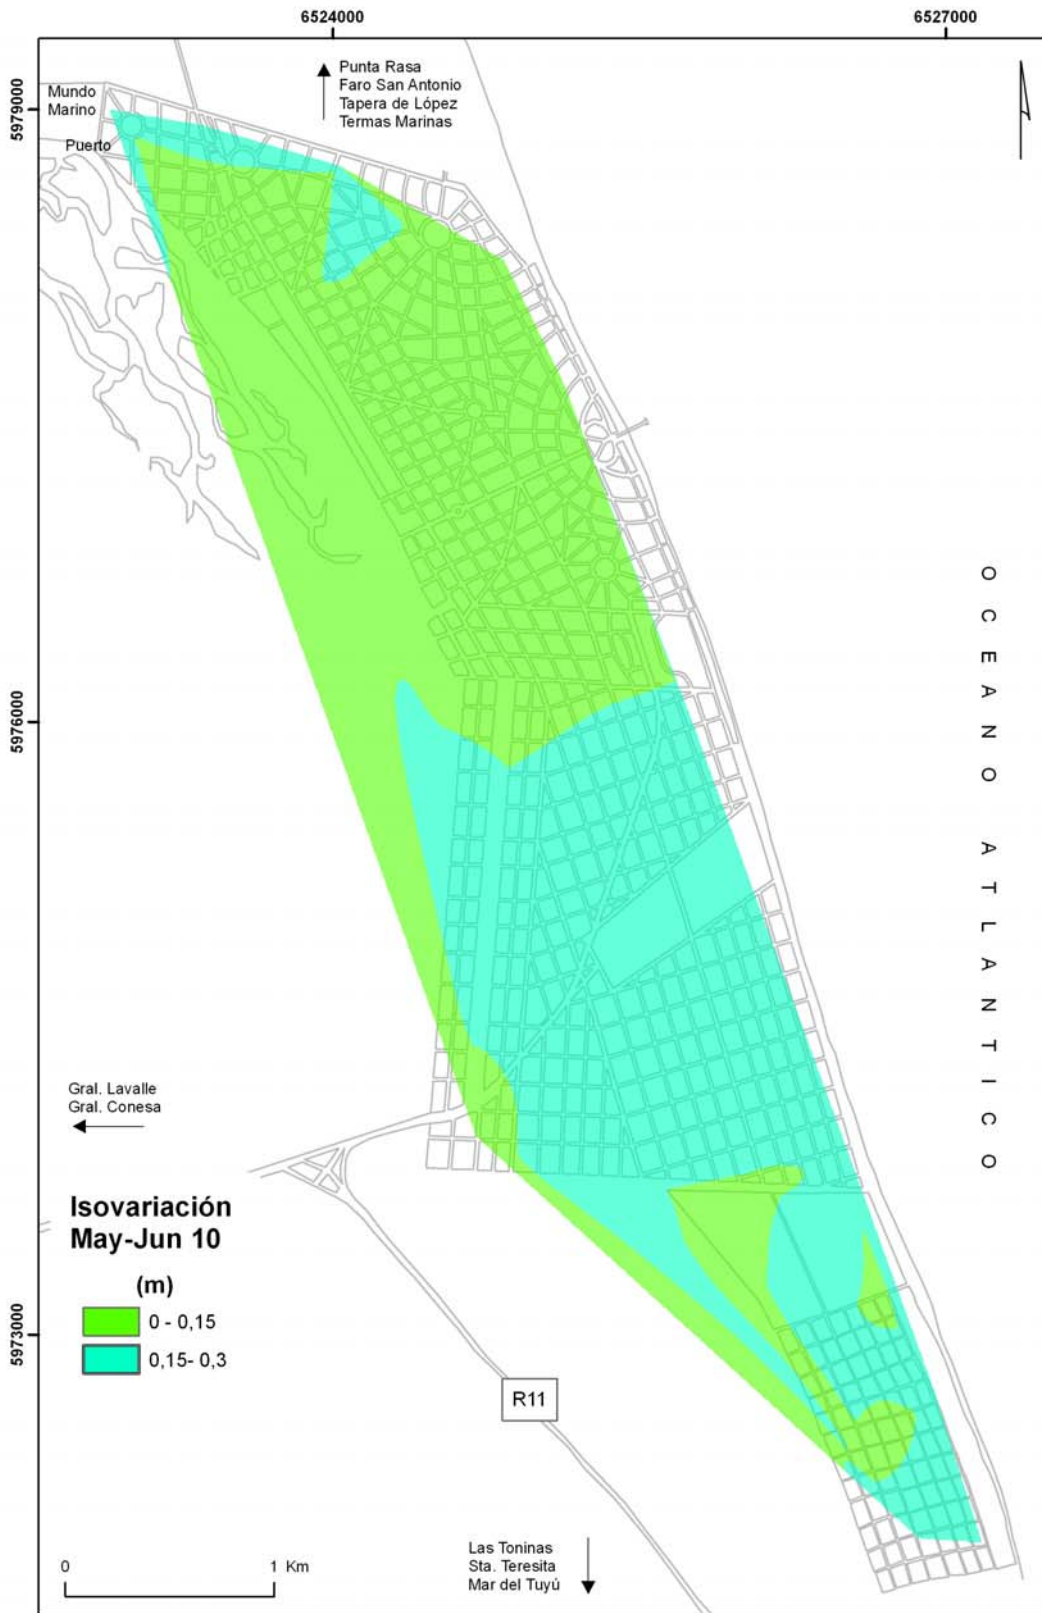 6524000
6527000
5979000
5976000
5973000
Mundo
Marino
Puerto
Punta Rasa
Faro San Antonio
Tapera de López
Termas Marinas
OCEANO ATLANTICO
Gral. Lavalle
Gral. Conesa
Isovariación
May-Jun 10
(m)
0 - 0,15
0,15- 0,3
R11
0
1 Km
Las Toninas
Sta. Teresita
Mar del Tuyú